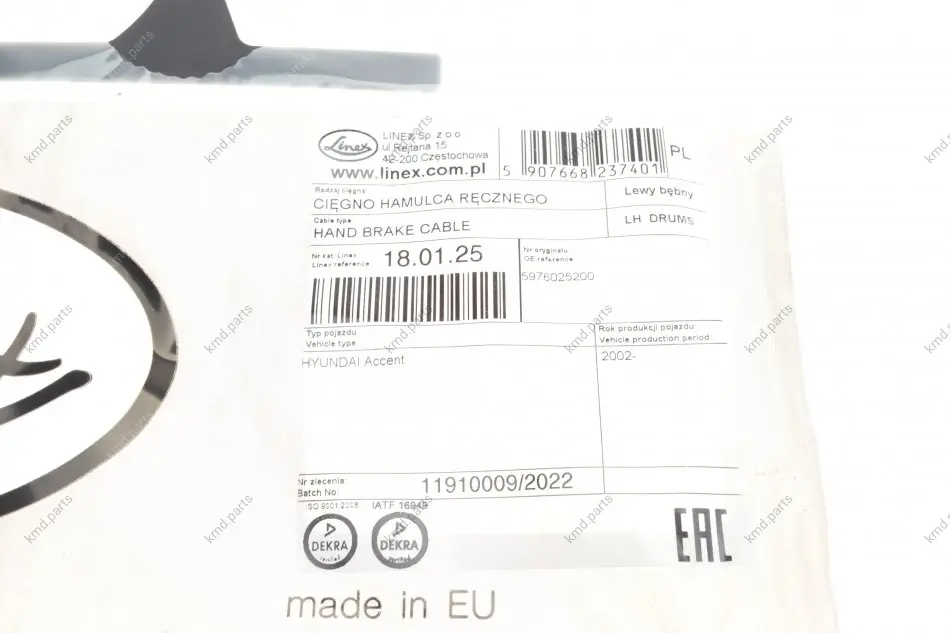 Linex
LINEX Sp. z o o
ul Rejtana 15
42-200 Częstochowa
www.linex.com.pl
5 907668 237401
PL
Rodzaj cięgna
CIĘGNO HAMULCA RĘCZNEGO
Lewy bębny
Cable type
HAND BRAKE CABLE
LH DRUMS
Nr kat. Linex
Linex reference
18.01.25
Nr oryginału
OE reference
5976025200
Typ pojazdu
Vehicle type
HYUNDAI Accent
Rok produkcji pojazdu
Vehicle production period:
2002-
Nr zlecenia:
Batch No:
11910009/2022
ISO 9001:2008
IATF 16949
DEKRA
DEKRA
EAC
made in EU
kmd.parts